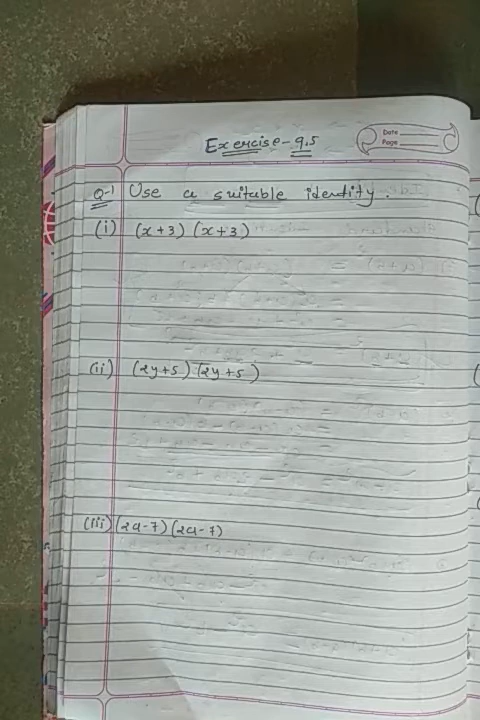 Exercise-9.5
Date
Page
Q-1 Use a suitable identity.
(i) (x+3) (x+3)
(ii) (2y+5) (2y+5)
(iii) (2a-7) (2a-7)